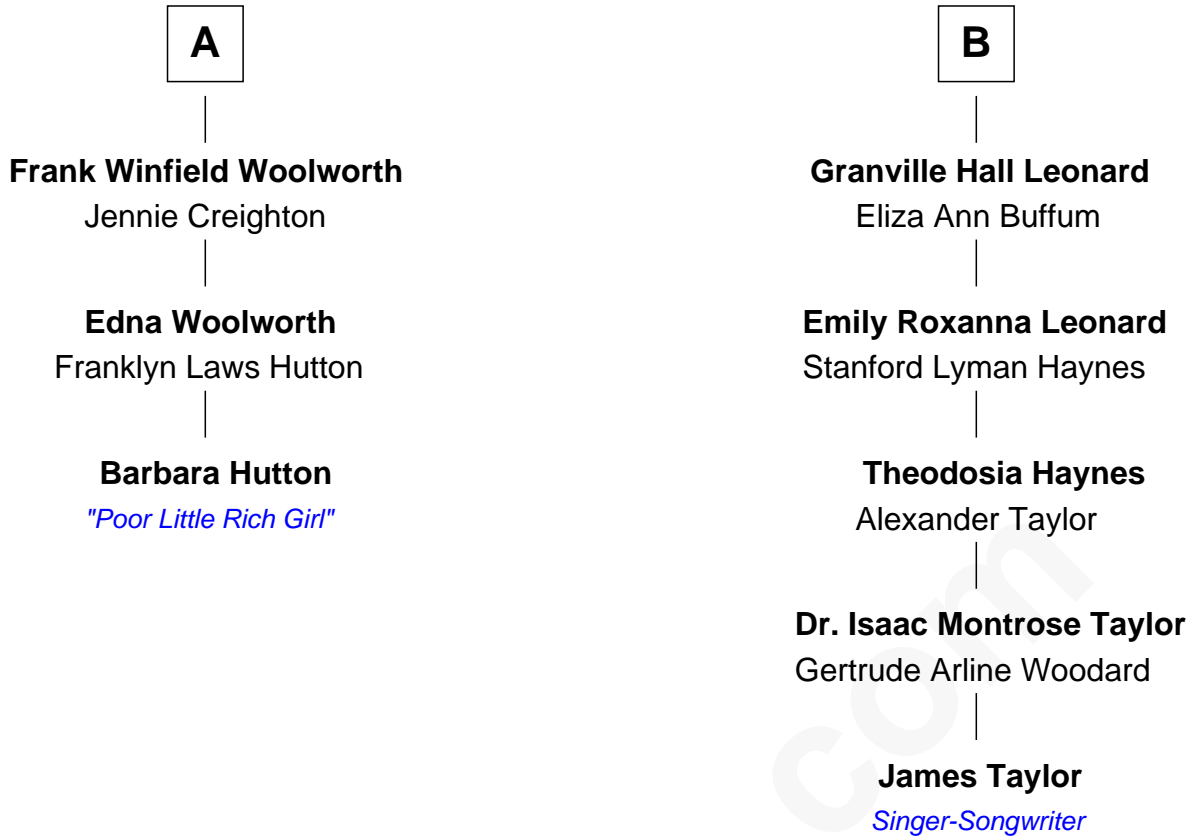 A
Frank Winfield Woolworth
Jennie Creighton
Edna Woolworth
Franklyn Laws Hutton
Barbara Hutton
"Poor Little Rich Girl"
B
Granville Hall Leonard
Eliza Ann Buffum
Emily Roxanna Leonard
Stanford Lyman Haynes
Theodosia Haynes
Alexander Taylor
Dr. Isaac Montrose Taylor
Gertrude Arline Woodard
James Taylor
Singer-Songwriter
com